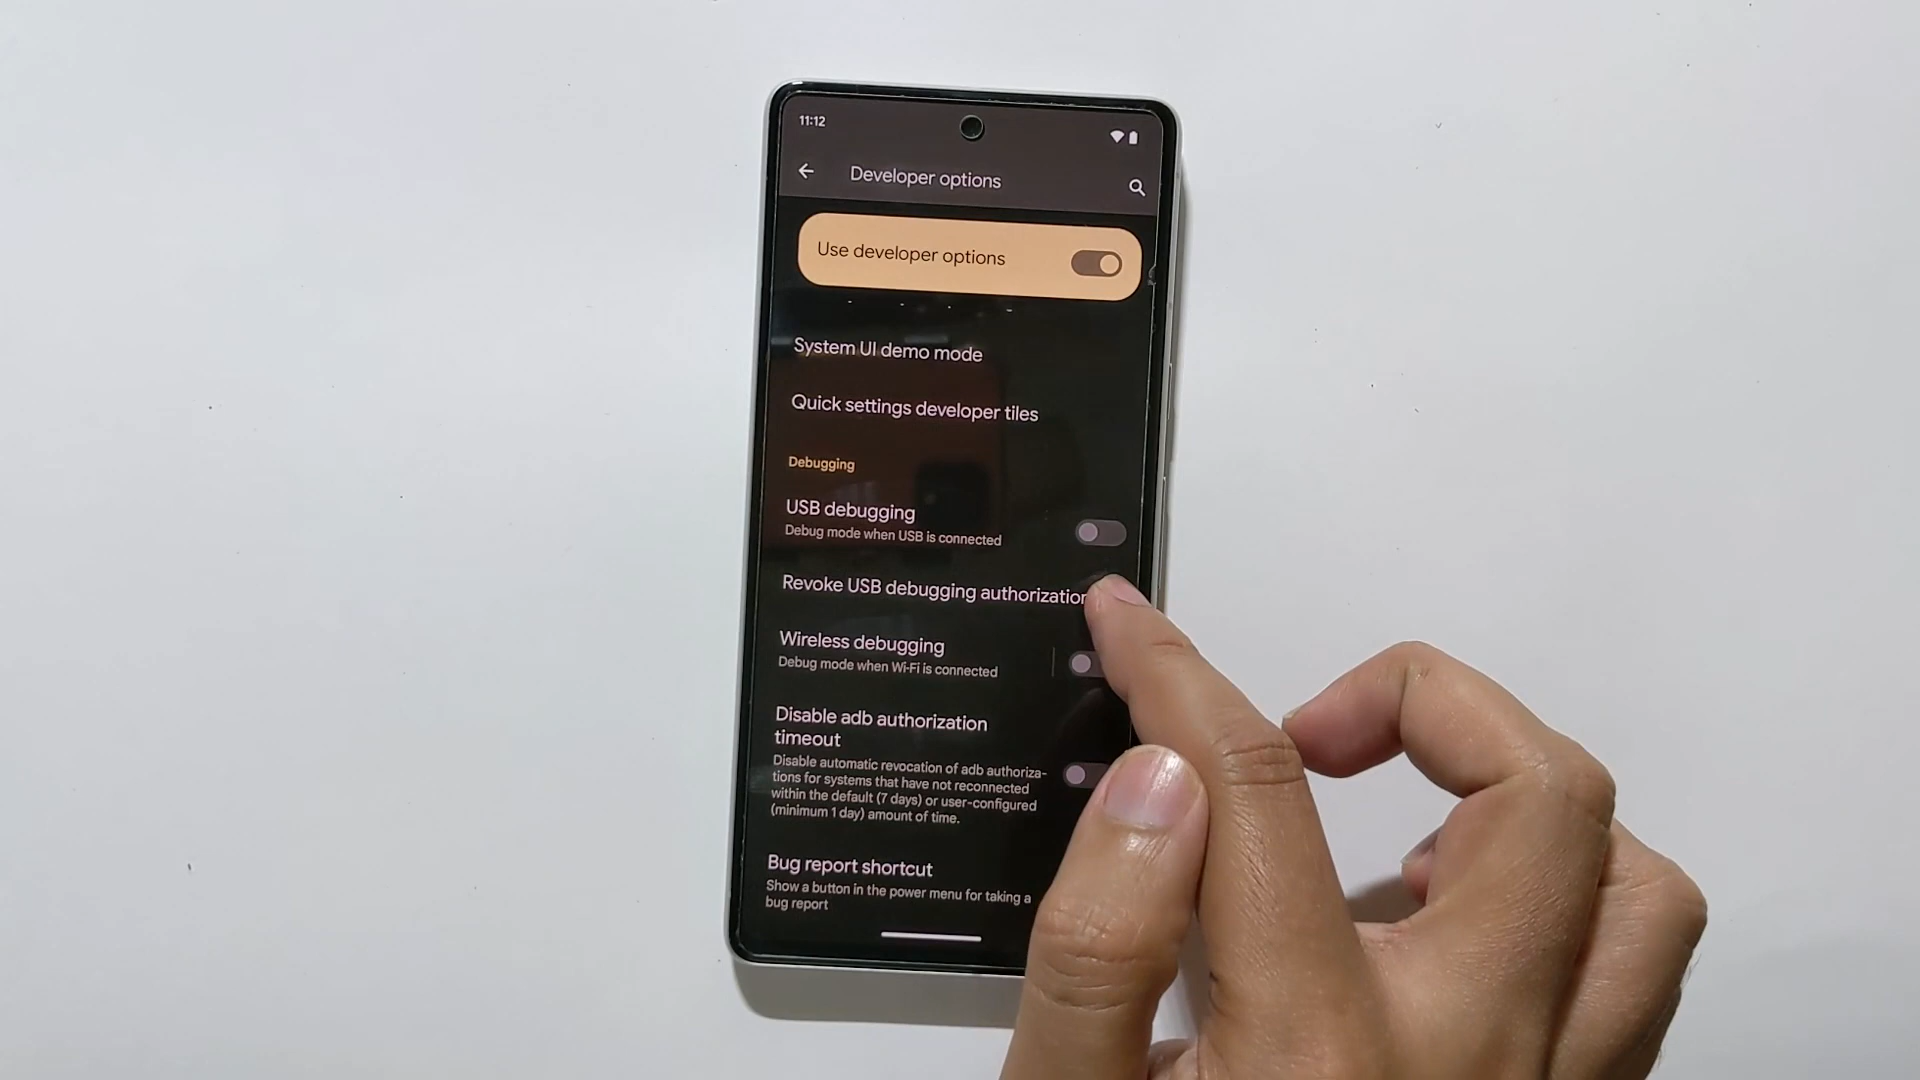 11:12
Developer options
Use developer options
System UI demo mode
Quick settings developer tiles
Debugging
USB debugging
Debug mode when USB is connected
Revoke USB debugging authorization
Wireless debugging
Debug mode when Wi-Fi is connected
Disable adb authorization
timeout
Disable automatic revocation of adb authoriza-
tions for systems that have not reconnected
within the default (7 days) or user-configured
(minimum 1 day) amount of time.
Bug report shortcut
Show a button in the power menu for taking a
bug report